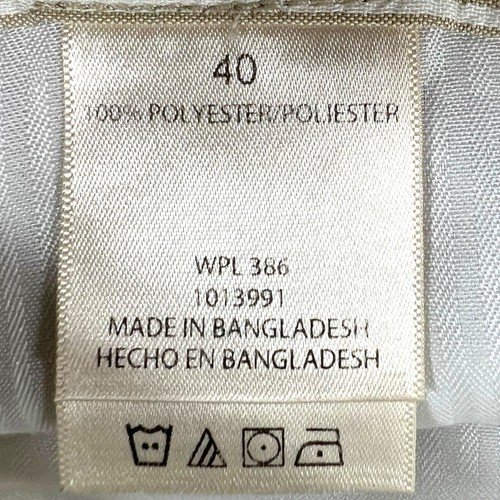 40
100% POLYESTER/POLIESTER
WPL 386
1013991
MADE IN BANGLADESH
HECHO EN BANGLADESH